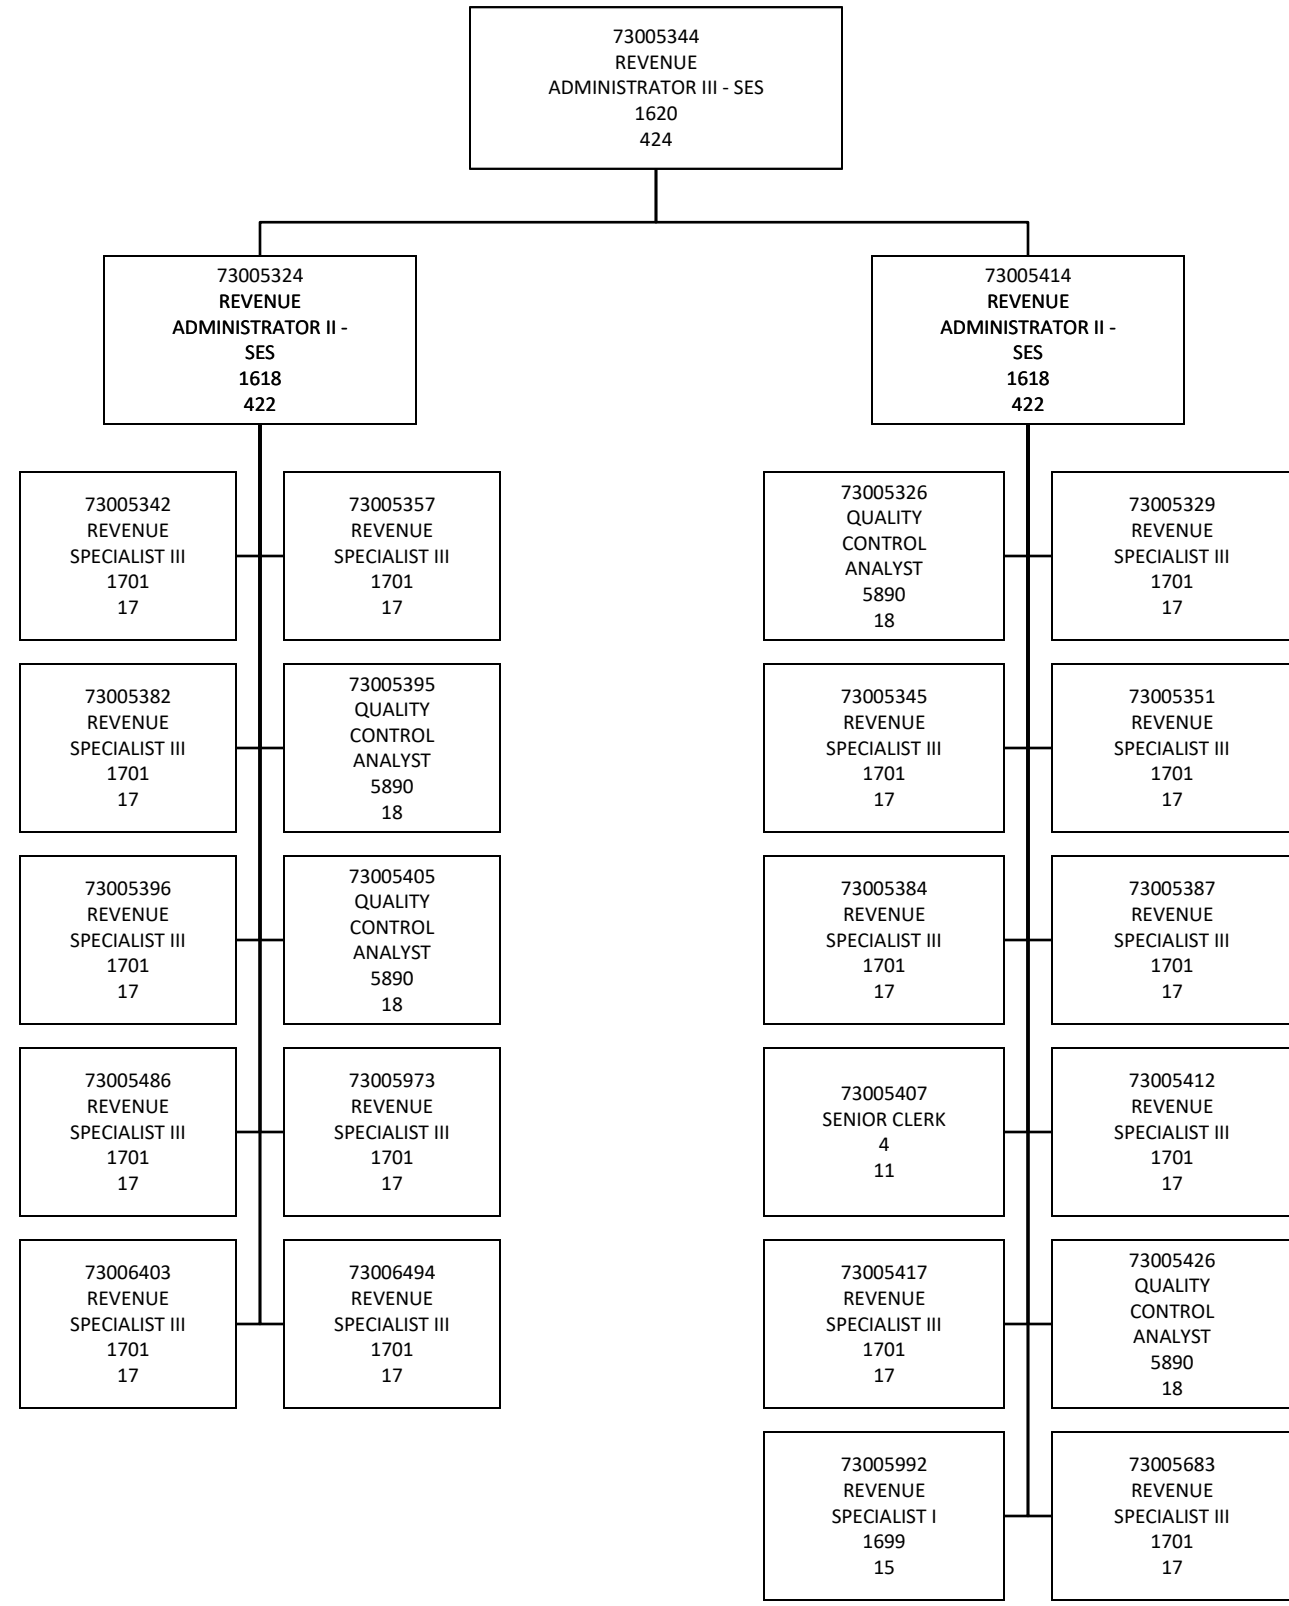 73005344
REVENUE
ADMINISTRATOR III - SES
1620
424
73005324
REVENUE
ADMINISTRATOR II -
SES
1618
422
73005414
REVENUE
ADMINISTRATOR II -
SES
1618
422
73005342
REVENUE
SPECIALIST III
1701
17
73005357
REVENUE
SPECIALIST III
1701
17
73005326
QUALITY
CONTROL
ANALYST
5890
18
73005329
REVENUE
SPECIALIST III
1701
17
73005382
REVENUE
SPECIALIST III
1701
17
73005395
QUALITY
CONTROL
ANALYST
5890
18
73005345
REVENUE
SPECIALIST III
1701
17
73005351
REVENUE
SPECIALIST III
1701
17
73005396
REVENUE
SPECIALIST III
1701
17
73005405
QUALITY
CONTROL
ANALYST
5890
18
73005384
REVENUE
SPECIALIST III
1701
17
73005387
REVENUE
SPECIALIST III
1701
17
73005486
REVENUE
SPECIALIST III
1701
17
73005973
REVENUE
SPECIALIST III
1701
17
73005407
SENIOR CLERK
4
11
73005412
REVENUE
SPECIALIST III
1701
17
73006403
REVENUE
SPECIALIST III
1701
17
73006494
REVENUE
SPECIALIST III
1701
17
73005417
REVENUE
SPECIALIST III
1701
17
73005426
QUALITY
CONTROL
ANALYST
5890
18
73005992
REVENUE
SPECIALIST I
1699
15
73005683
REVENUE
SPECIALIST III
1701
17